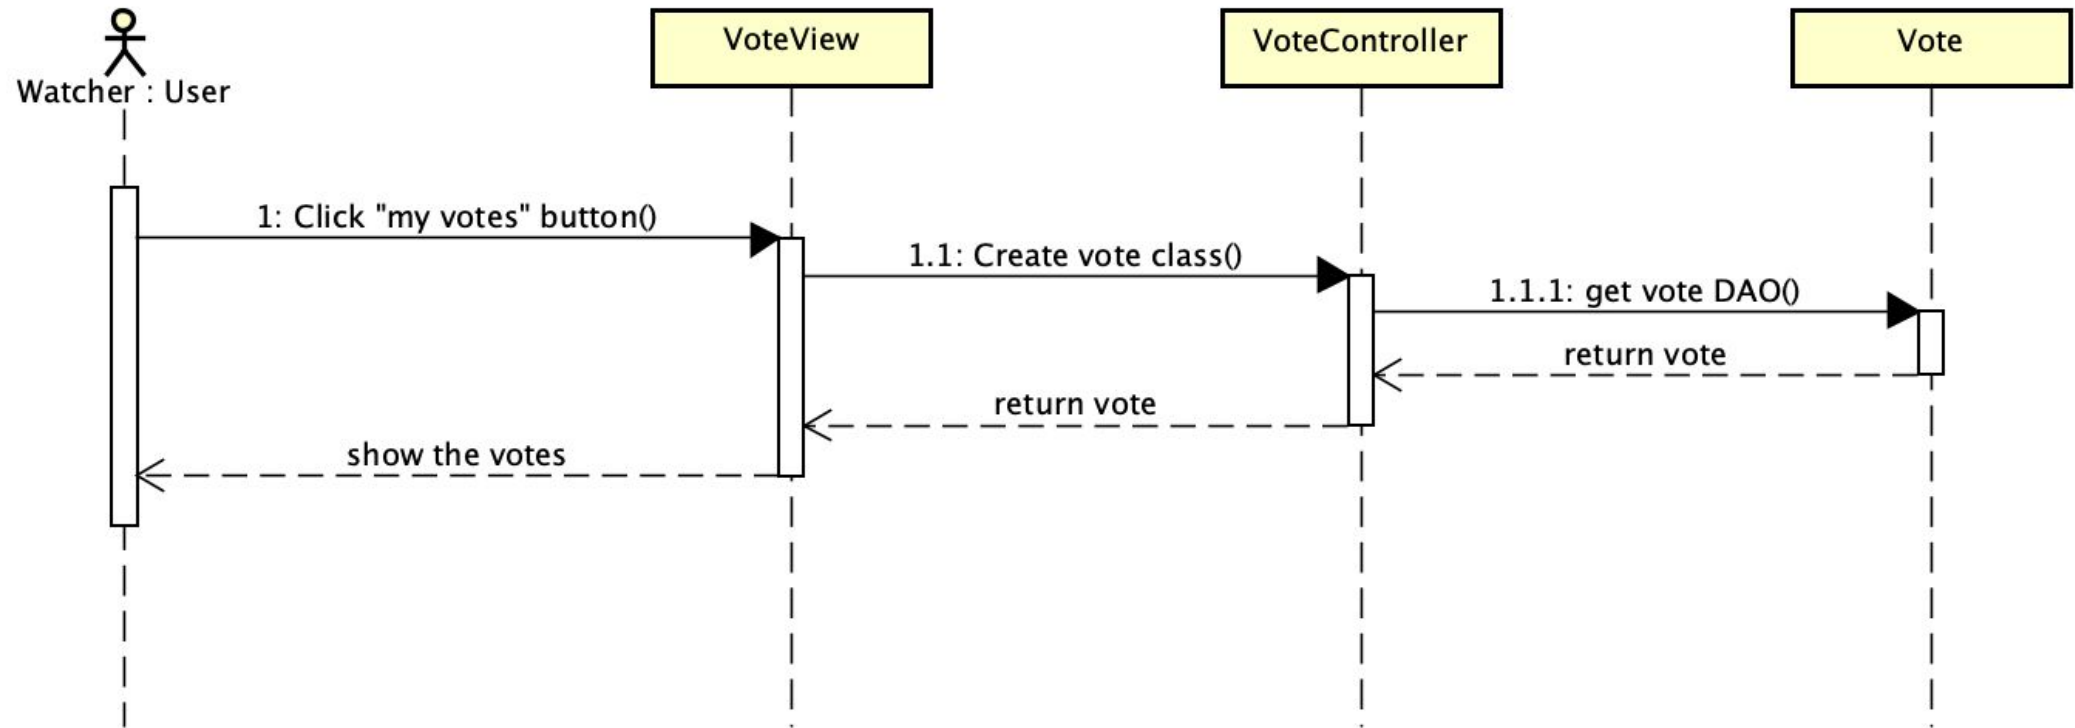 Watcher : User
VoteView
VoteController
Vote
1: Click "my votes" button()
1.1: Create vote class()
1.1.1: get vote DAO()
return vote
return vote
show the votes